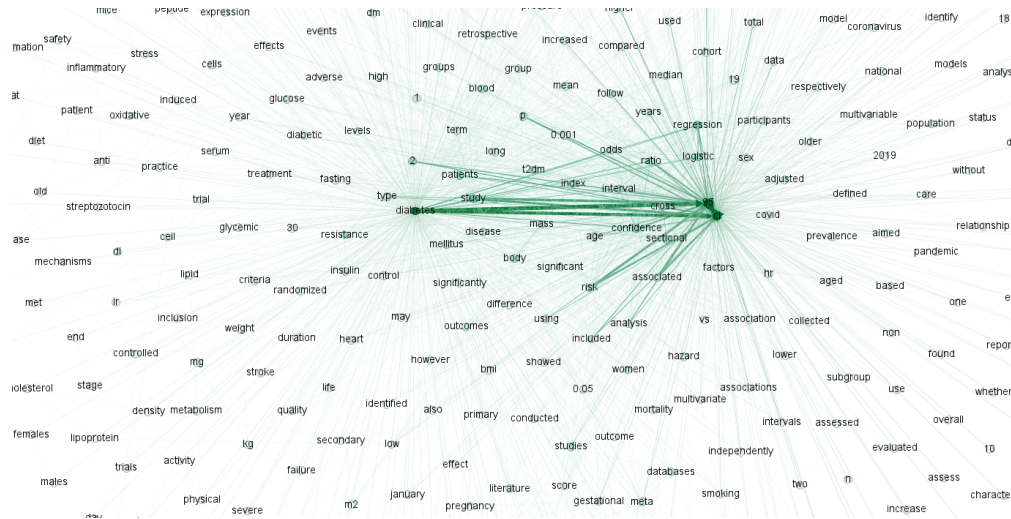 mice
peptide
expression
dm
clinical
used
total
model
coronavirus
identify
18
mation
safety
stress
effects
events
retrospective
increased
compared
cohort
data
inflammatory
cells
adverse
high
groups
group
mean
median
19
national
models
analys
at
patient
oxidative
induced
glucose
1
blood
follow
respectively
year
p
years
regression
participants
multivariable
population
status
diet
anti
practice
serum
diabetic
levels
term
0.001
odds
ratio
logistic
sex
older
2019
without
treatment
fasting
2
patients
long
t2dm
index
interval
adjusted
defined
care
old
streptozotocin
trial
type
study
diabetes
cross
95
covid
relationship
ase
cell
glycemic
30
resistance
mellitus
disease
mass
age
confidence
sectional
prevalence
aimed
pandemic
mechanisms
dl
lipid
criteria
insulin
control
body
significant
associated
factors
hr
aged
based
one
met
randomized
significantly
difference
risk
inclusion
weight
duration
heart
may
outcomes
using
analysis
included
vs
association
collected
non
end
controlled
mg
stroke
however
bmi
showed
women
hazard
lower
found
repor
olesterol
stage
life
0.05
associations
subgroup
use
whether
density
metabolism
quality
identified
also
primary
conducted
mortality
multivariate
intervals
assessed
overall
females
lipoprotein
kg
secondary
low
studies
outcome
independently
evaluated
10
trials
activity
failure
effect
databases
two
n
assess
males
physical
severe
m2
january
pregnancy
literature
score
gestational
meta
smoking
increase
characte
day